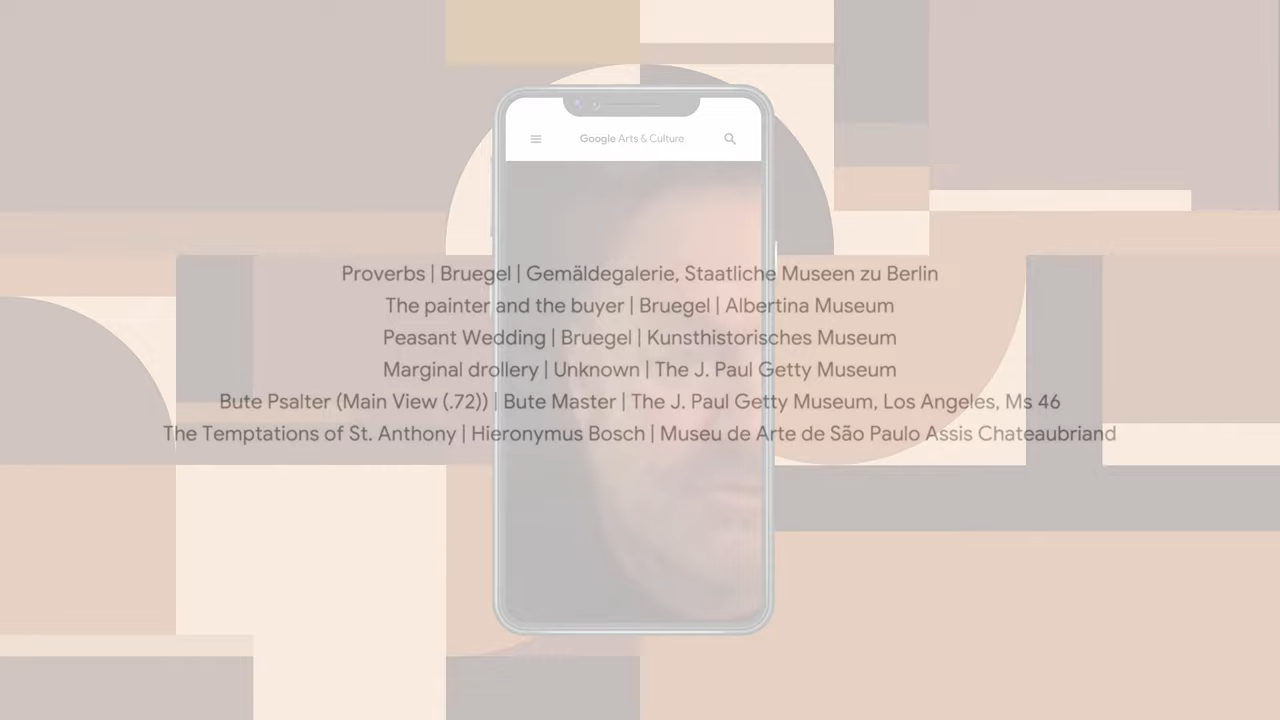 Google Arts & Culture
Proverbs | Bruegel | Gemäldegalerie, Staatliche Museen zu Berlin
The painter and the buyer | Bruegel | Albertina Museum
Peasant Wedding | Bruegel | Kunsthistorisches Museum
Marginal drollery | Unknown | The J. Paul Getty Museum
Bute Psalter (Main View (.72)) | Bute Master | The J. Paul Getty Museum, Los Angeles, Ms 46
The Temptations of St. Anthony | Hieronymus Bosch | Museu de Arte de São Paulo Assis Chateaubriand